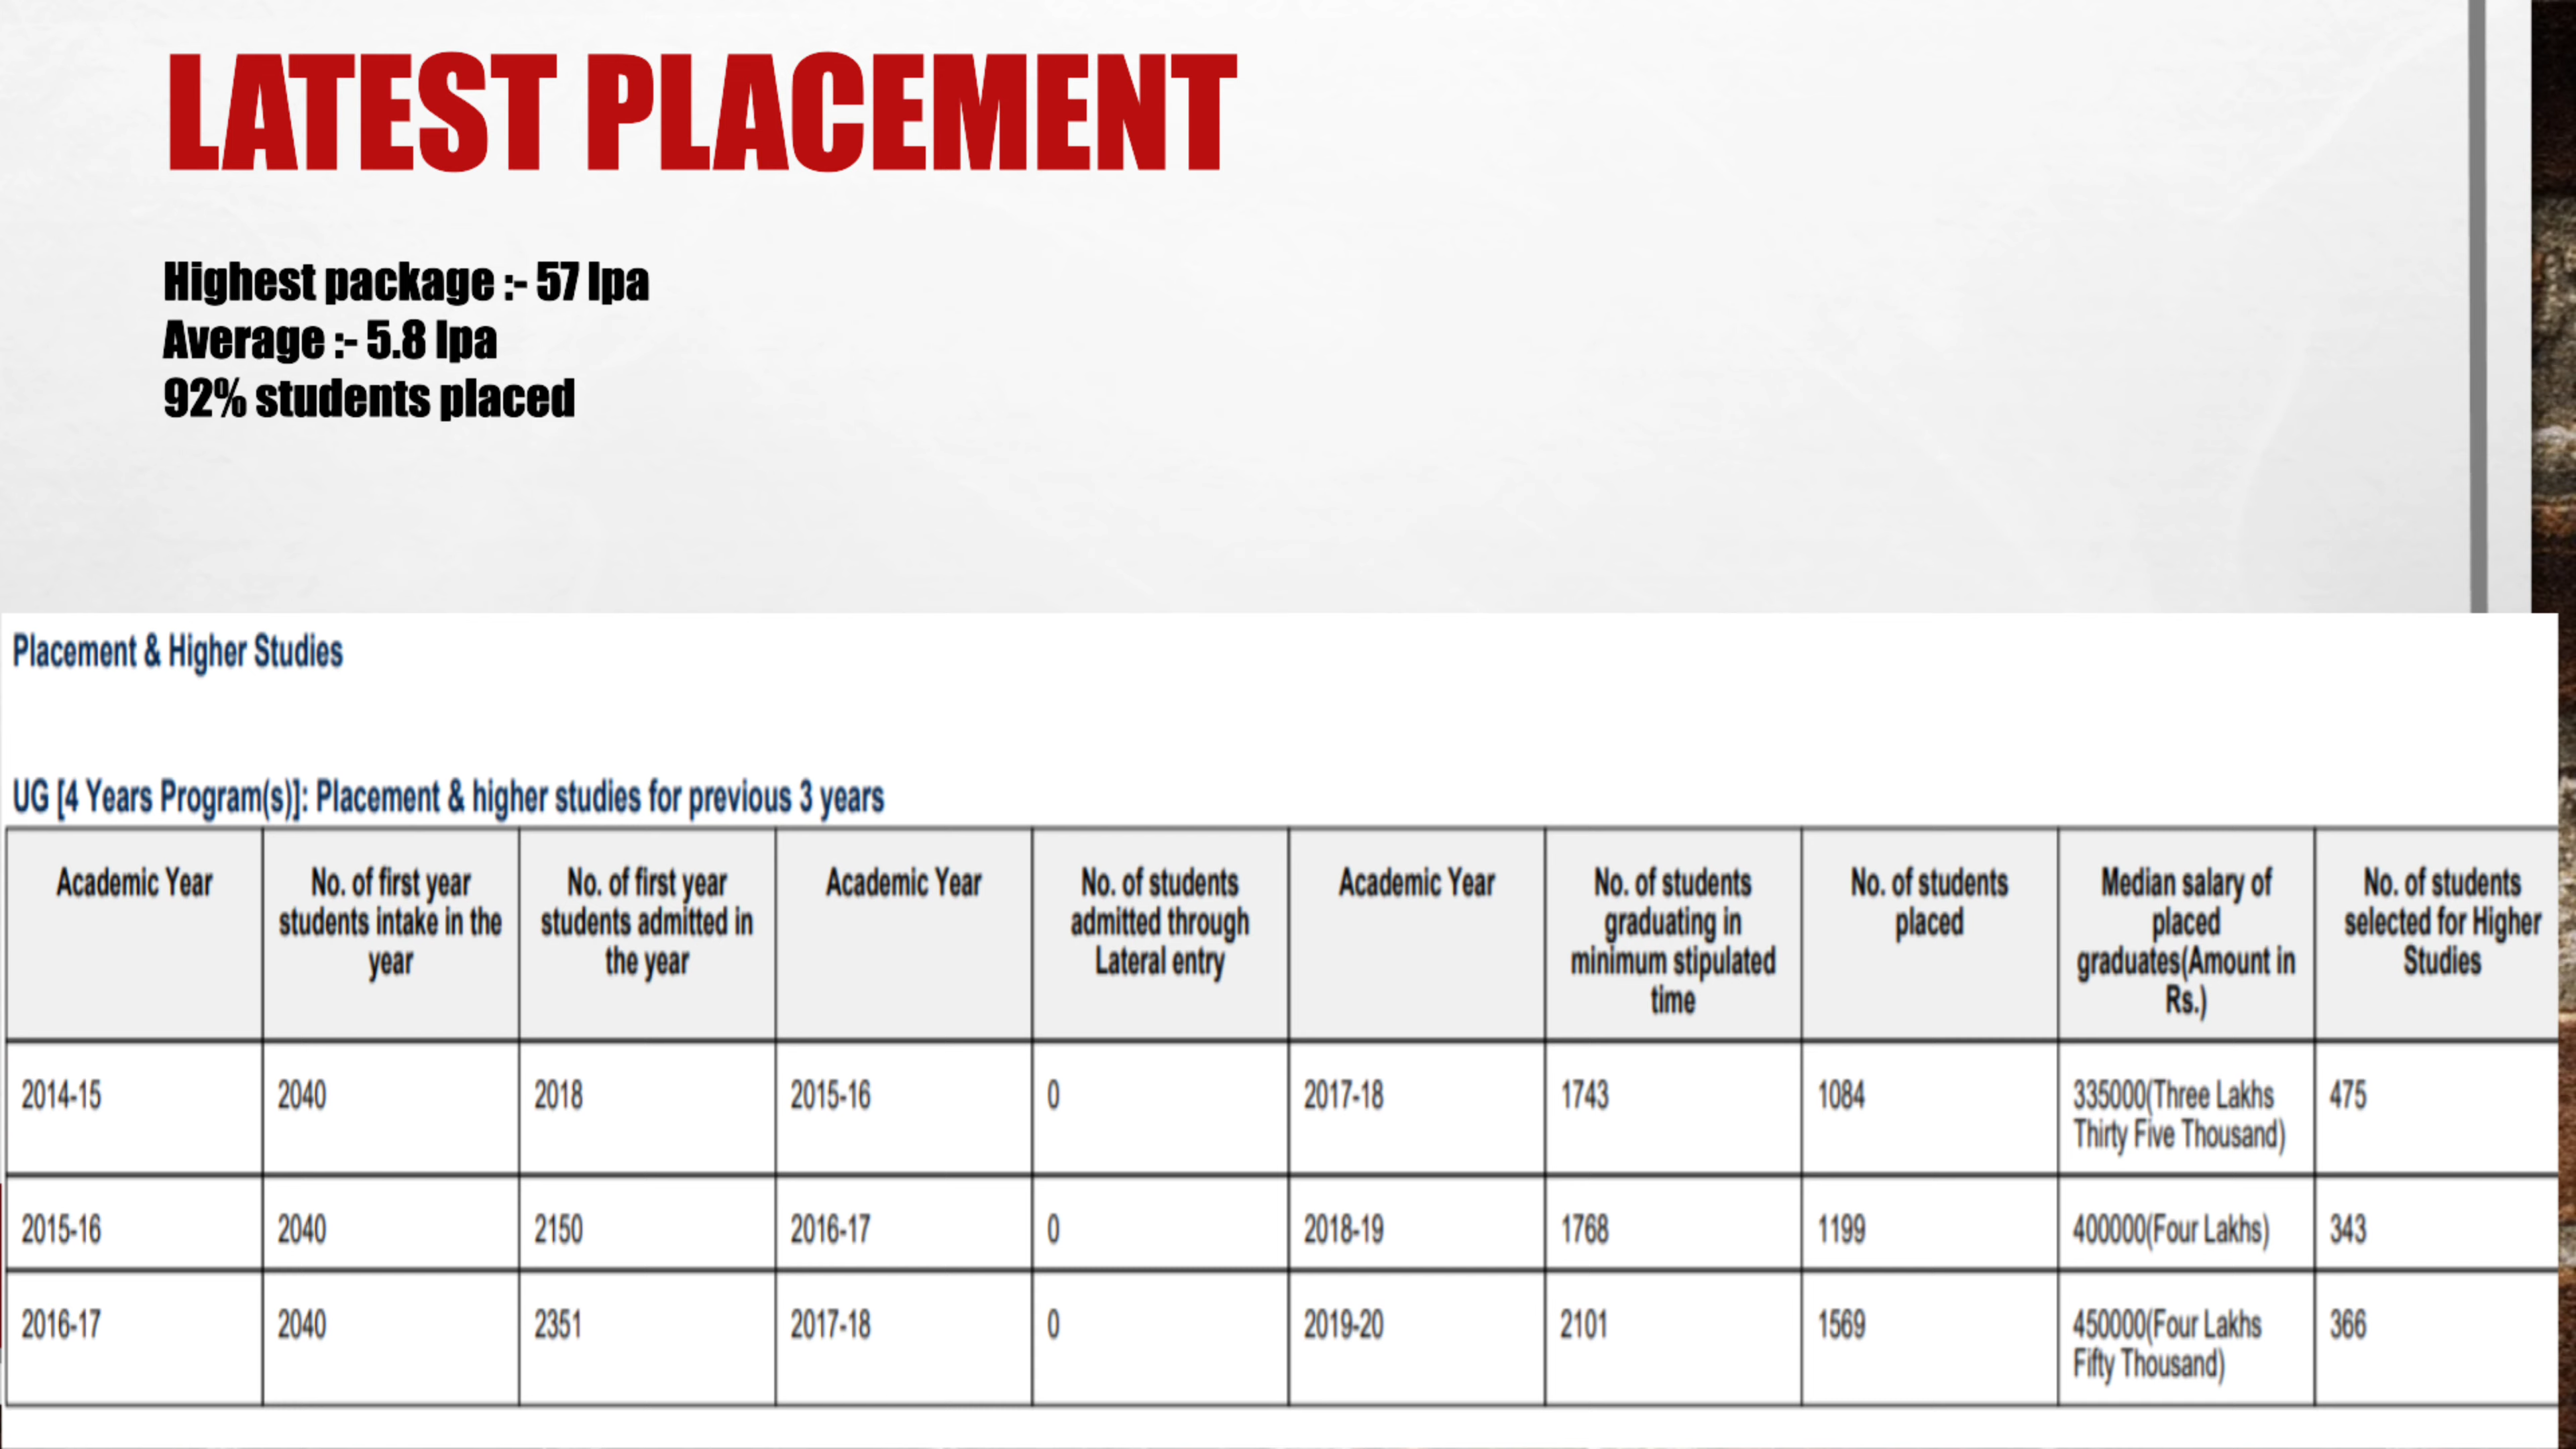 LATEST PLACEMENT
Highest package :- 57 lpa
Average :- 5.8 lpa
92% students placed
Placement & Higher Studies
UG [4 Years Program(s)]: Placement & higher studies for previous 3 years
Academic Year
No. of first year
students intake in the
year
No. of first year
students admitted in
the year
Academic Year
No. of students
admitted through
Lateral entry
Academic Year
No. of students
graduating in
minimum stipulated
time
No. of students
placed
Median salary of
placed
graduates(Amount in
Rs.)
No. of students
selected for Higher
Studies
2014-15
2040
2018
2015-16
0
2017-18
1743
1084
335000(Three Lakhs
Thirty Five Thousand)
475
2015-16
2040
2150
2016-17
0
2018-19
1768
1199
400000(Four Lakhs)
343
2016-17
2040
2351
2017-18
0
2019-20
2101
1569
450000(Four Lakhs
Fifty Thousand)
366